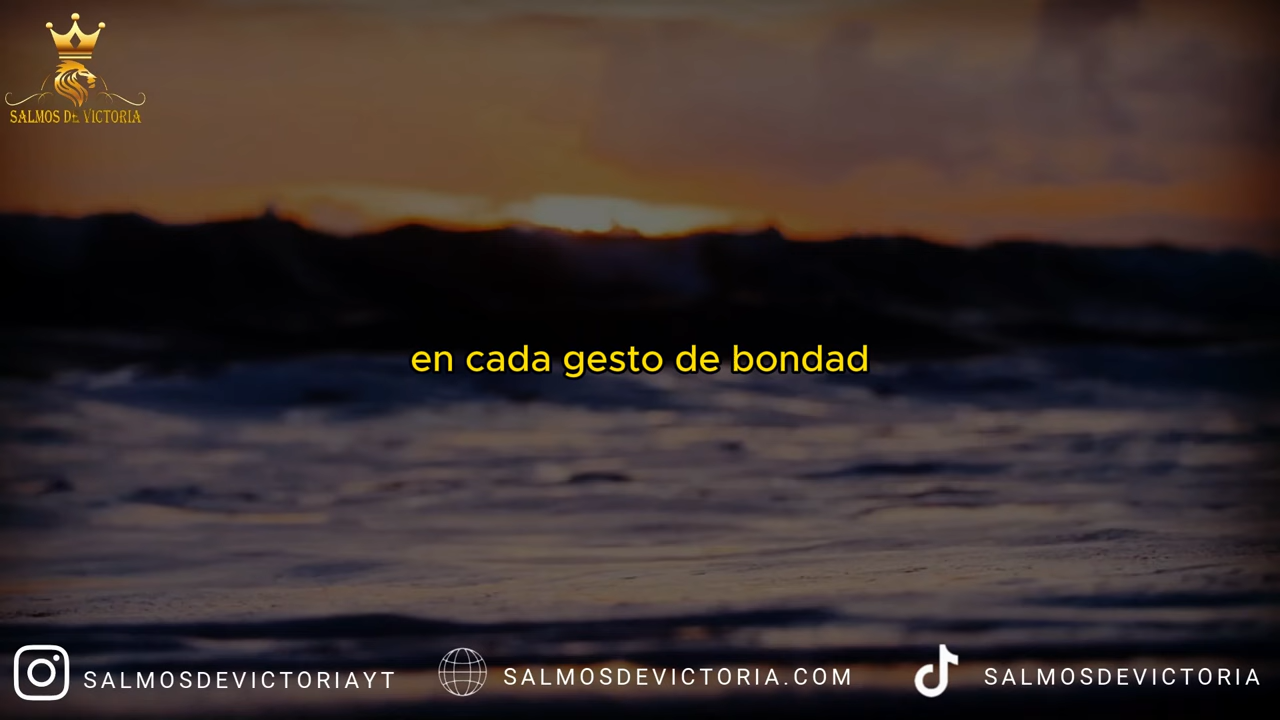 SALMOS DE VICTORIA
en cada gesto de bondad
SALMOSDEVICTORIAYT
SALMOSDEVICTORIA.COM
SALMOSDEVICTORIA